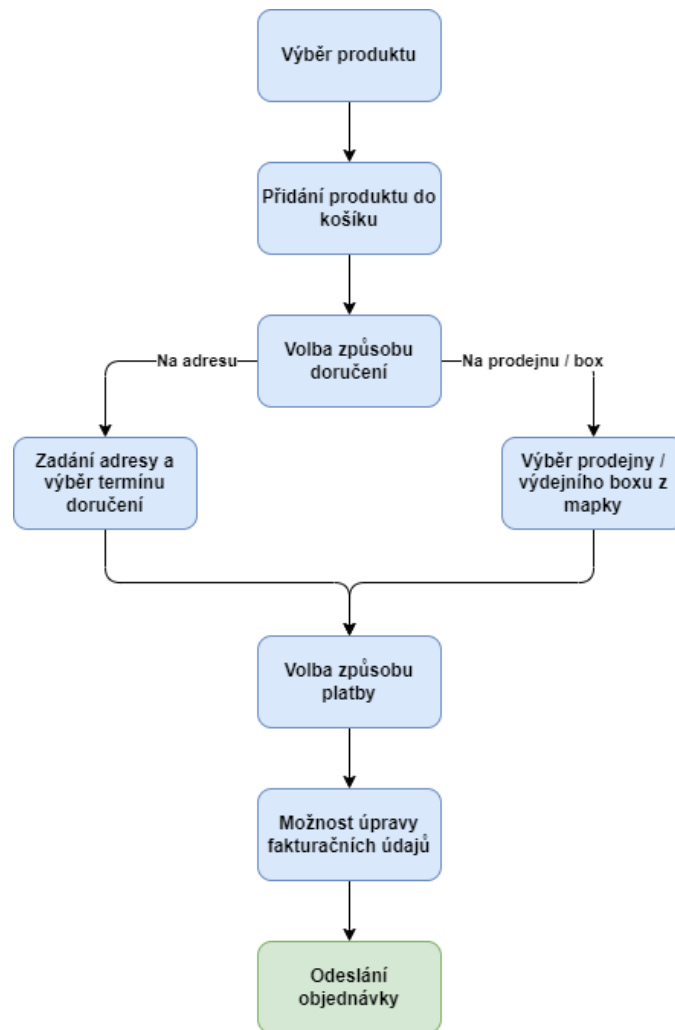 Výběr produktu
Přidání produktu do
košíku
Volba způsobu
doručení
Na adresu
Na prodejnu / box
Zadání adresy a
výběr termínu
doručení
Výběr prodejny /
výdejního boxu z
mapky
Volba způsobu
platby
Možnost úpravy
fakturačních údajů
Odeslání
objednávky